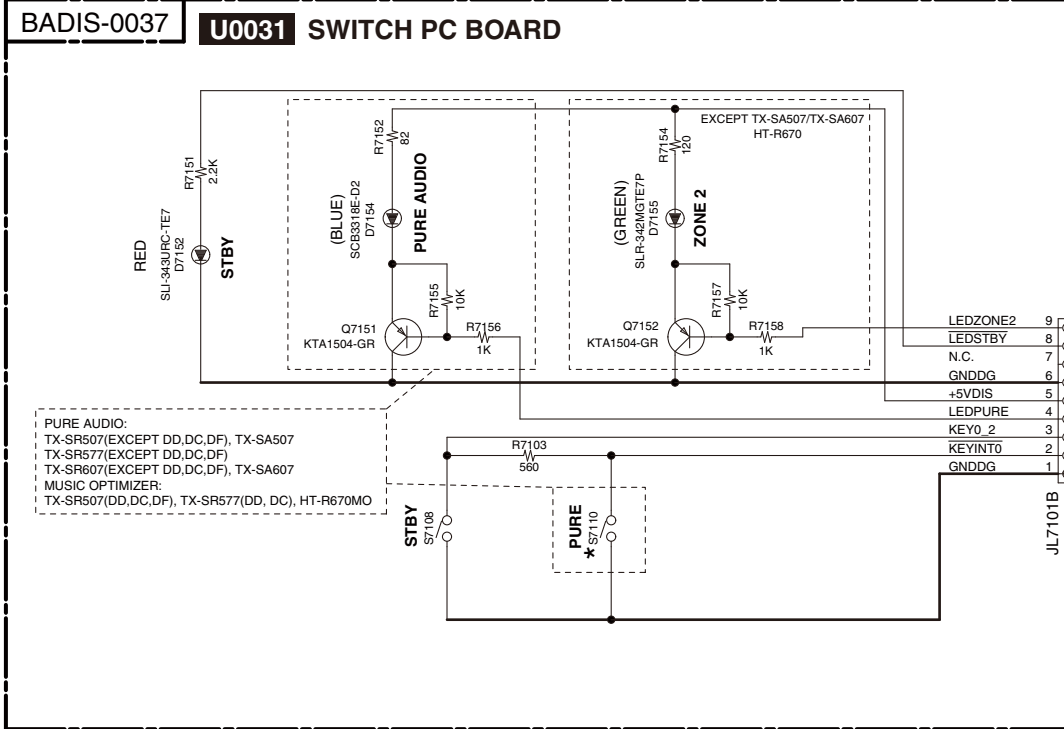 BADIS-0037
U0031 SWITCH PC BOARD
R7151
2.2K
RED
SLI-343URC-TE7
D7152
STBY
R7152
82
(BLUE)
SCB3318E-D2
D7154
PURE AUDIO
R7155
10K
Q7151
KTA1504-GR
R7156
1K
EXCEPT TX-SA507/TX-SA607
HT-R670
R7154
120
(GREEN)
SLR-342MGTE7P
D7155
ZONE 2
R7157
10K
Q7152
KTA1504-GR
R7158
1K
LEDZONE2 9
LEDSTBY 8
N.C. 7
GNDDG 6
+5VDIS 5
LEDPURE 4
KEY0_2 3
KEYINT0 2
GNDDG 1
JL7101B
PURE AUDIO:
TX-SR507(EXCEPT DD,DC,DF), TX-SA507
TX-SR577(EXCEPT DD,DC,DF)
TX-SR607(EXCEPT DD,DC,DF), TX-SA607
MUSIC OPTIMIZER:
TX-SR507(DD,DC,DF), TX-SR577(DD, DC), HT-R670MO
R7103
560
STBY
S7108
PURE
* S7110